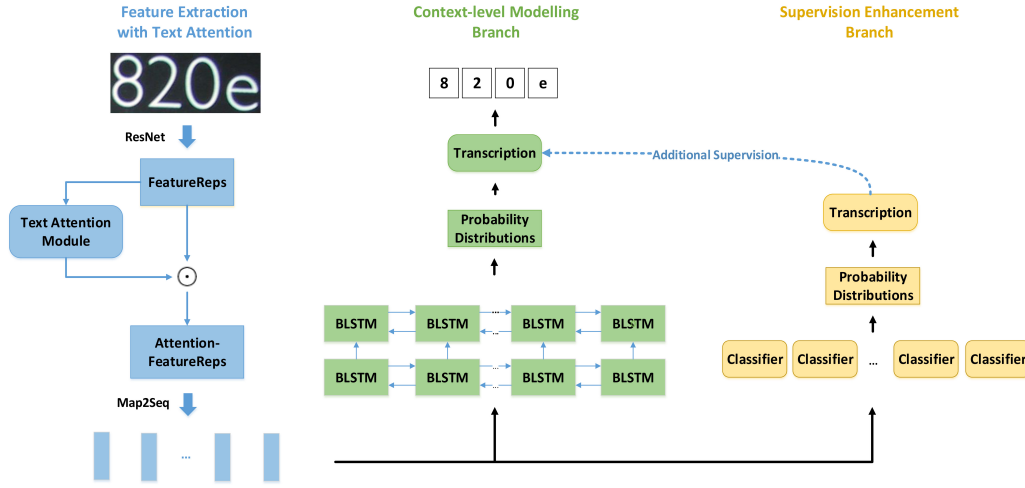 Feature Extraction
with Text Attention
820e
ResNet
FeatureReps
Text Attention
Module
Attention-
FeatureReps
Map2Seq
...
Context-level Modelling
Branch
8 2 0 e
Transcription
Probability
Distributions
BLSTM BLSTM ... BLSTM BLSTM
...
BLSTM BLSTM ... BLSTM BLSTM
...
Supervision Enhancement
Branch
Additional Supervision
Transcription
Probability
Distributions
Classifier Classifier ... Classifier Classifier